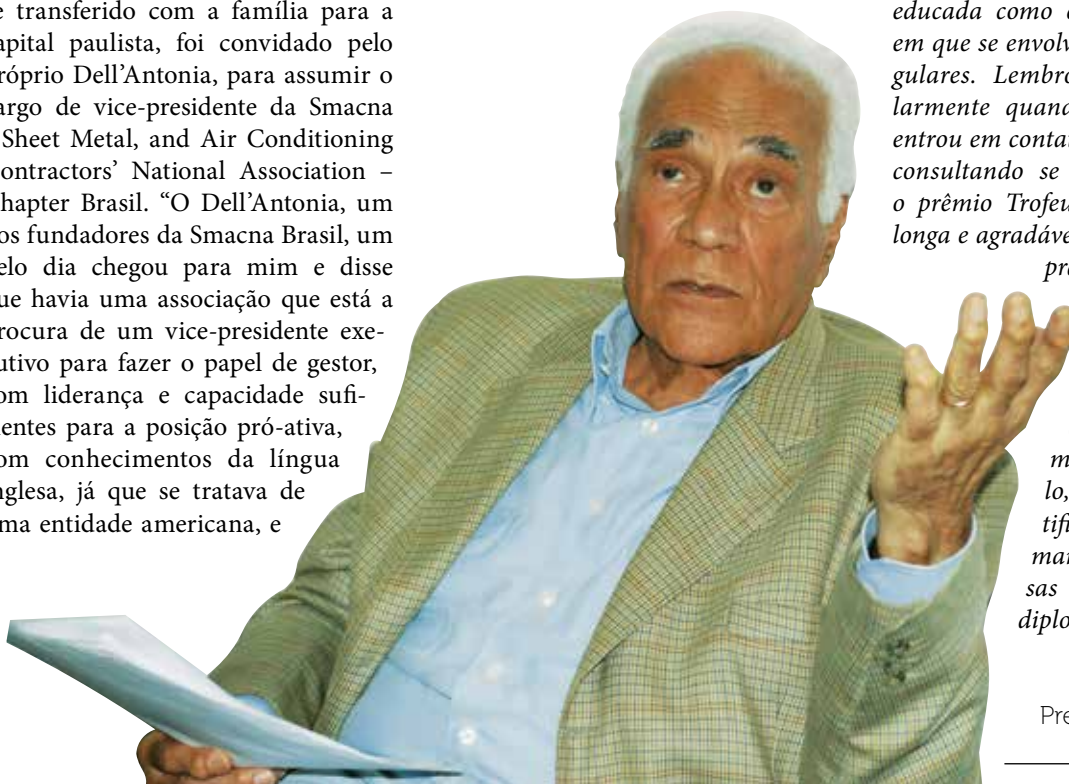 e transferido com a família para a
apital paulista, foi convidado pelo
róprio Dell’Antonia, para assumir o
argo de vice-presidente da Smacna
Sheet Metal, and Air Conditioning
ontractors’ National Association –
hapter Brasil. “O Dell’Antonia, um
os fundadores da Smacna Brasil, um
elo dia chegou para mim e disse
ue havia uma associação que está a
rocura de um vice-presidente exe-
utivo para fazer o papel de gestor,
om liderança e capacidade sufi-
ientes para a posição pró-ativa,
om conhecimentos da língua
nglesa, já que se tratava de
ma entidade americana, e
educada como
em que se envolv
gulares. Lembro
larmente quand
entrou em conta
consultando se
o prêmio Trofeu
longa e agradáve
pr
m
lo,
tifi
mar
sas
diplo
Pre